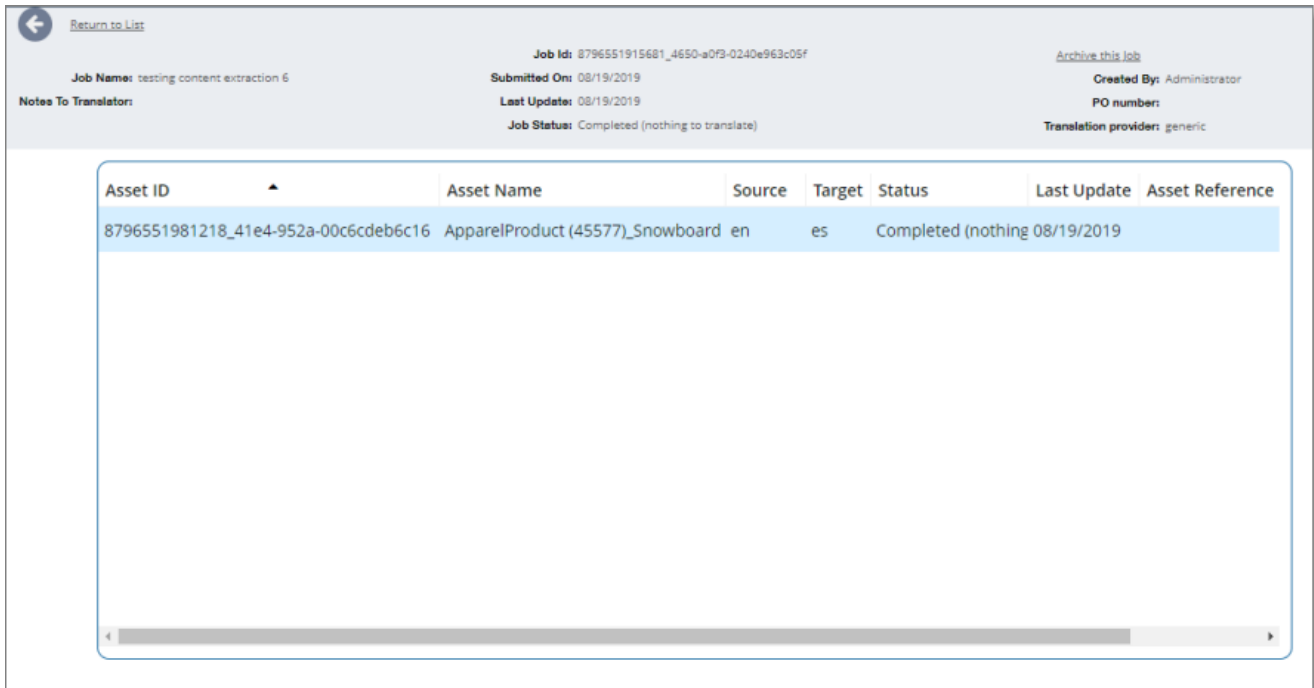 Return to List
Job Id: 8796551915681_4650-a0f3-0240e963c05f
Archive this Job
Job Name: testing content extraction 6
Submitted On: 08/19/2019
Created By: Administrator
Notes To Translator:
Last Update: 08/19/2019
PO number:
Job Status: Completed (nothing to translate)
Translation provider: generic
Asset ID Asset Name Source Target Status Last Update Asset Reference
8796551981218_41e4-952a-00c6cdeb6c16 ApparelProduct (45577)_Snowboard en es Completed (nothing 08/19/2019